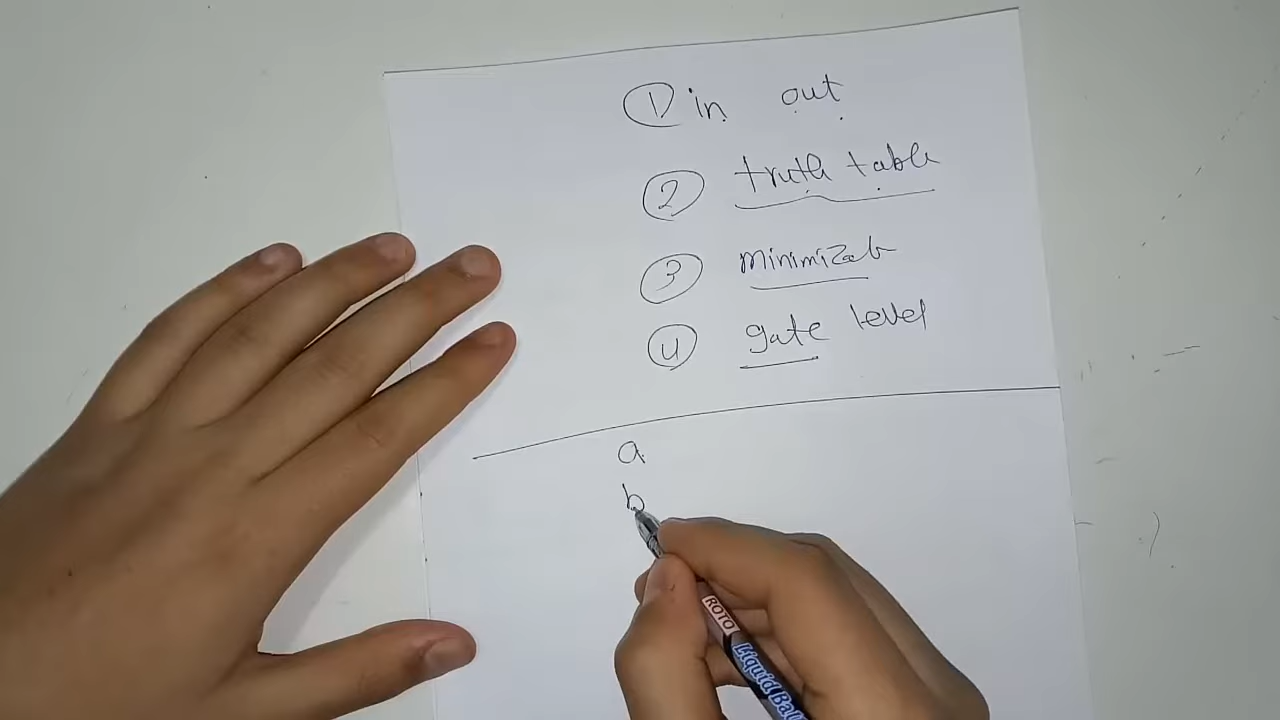 1 in out
2 truth table
3 minimizab
4 gate level
a
b
ROTO
Liquid Ball